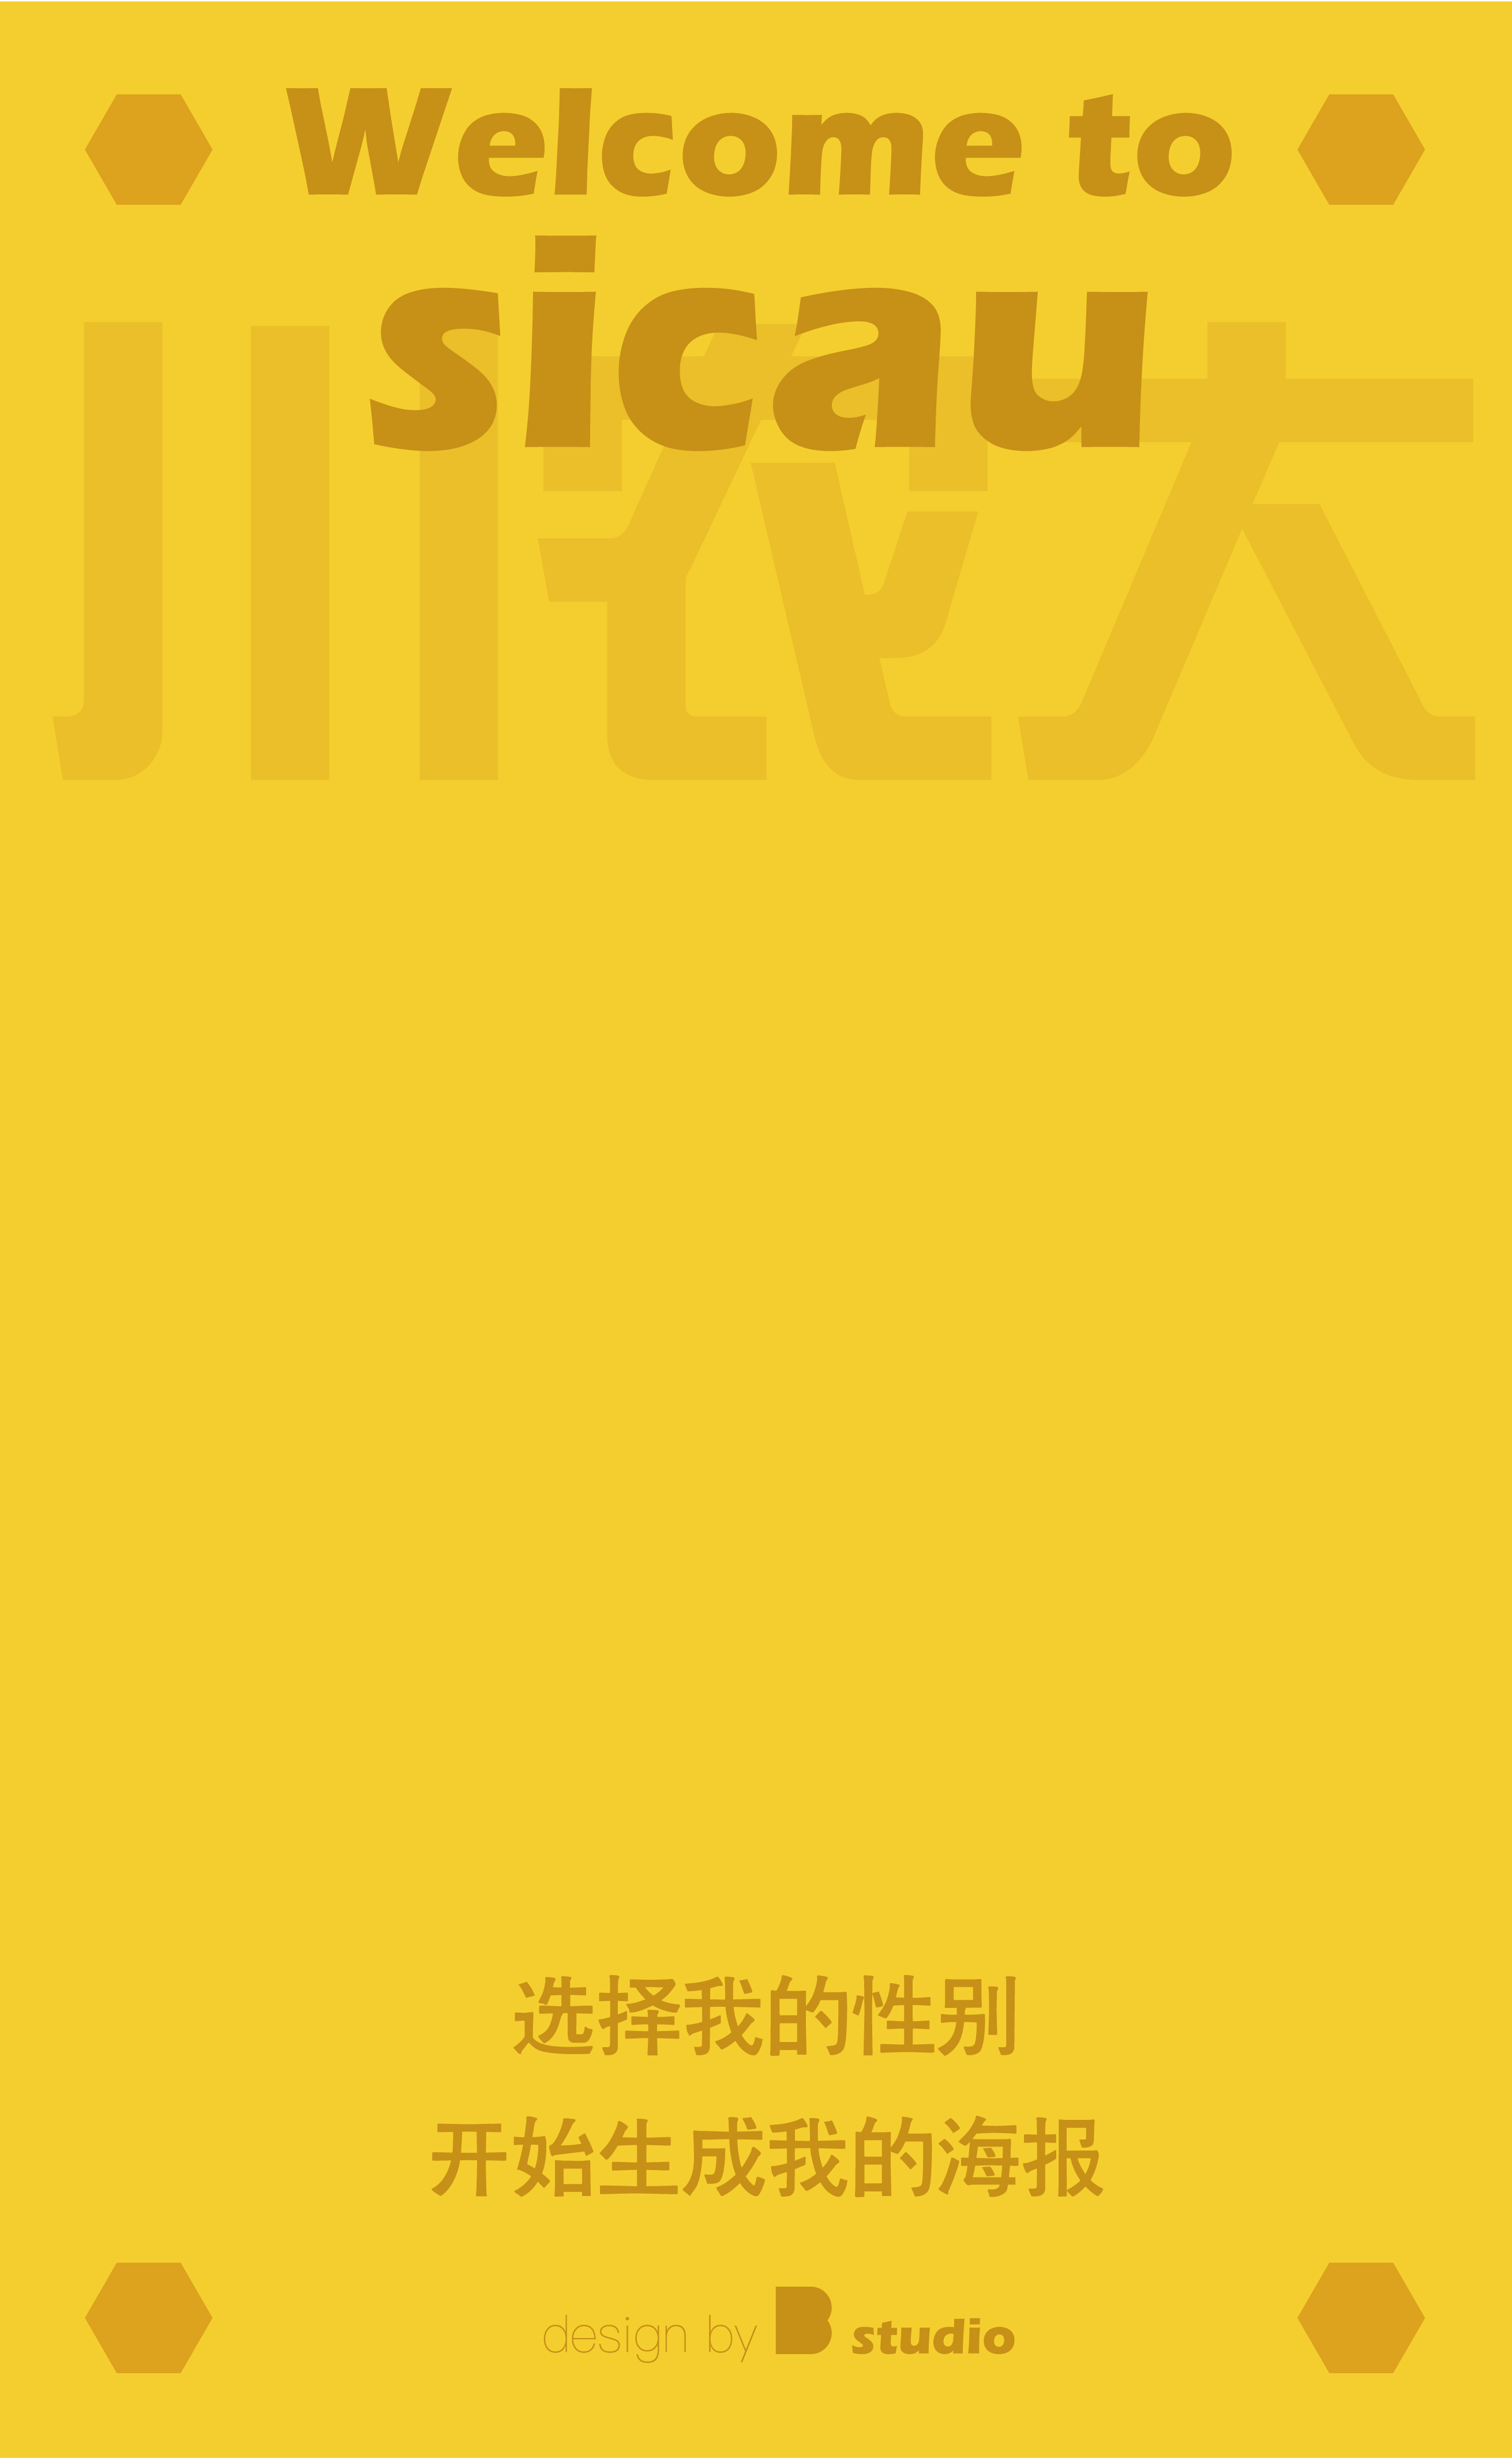 Welcome to
sicau
川农大
选择我的性别
开始生成我的海报
design by B studio